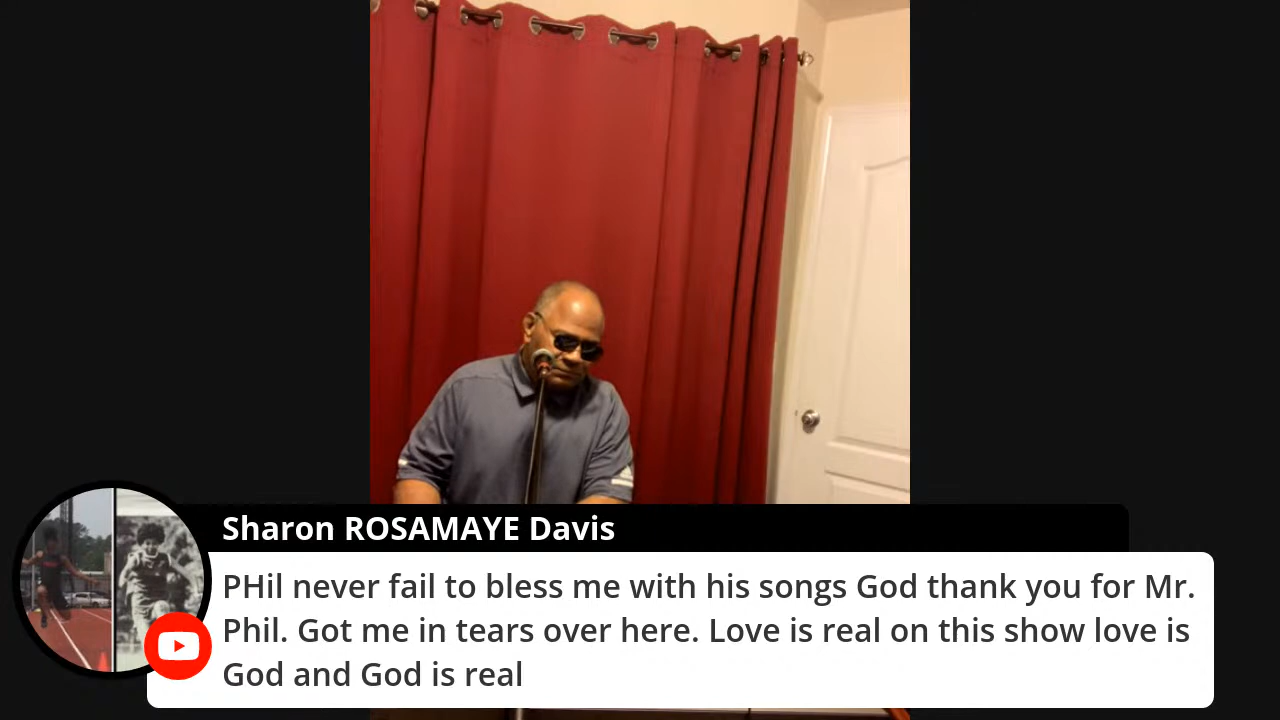 Sharon ROSAMAYE Davis
PHil never fail to bless me with his songs God thank you for Mr.
Phil. Got me in tears over here. Love is real on this show love is
God and God is real